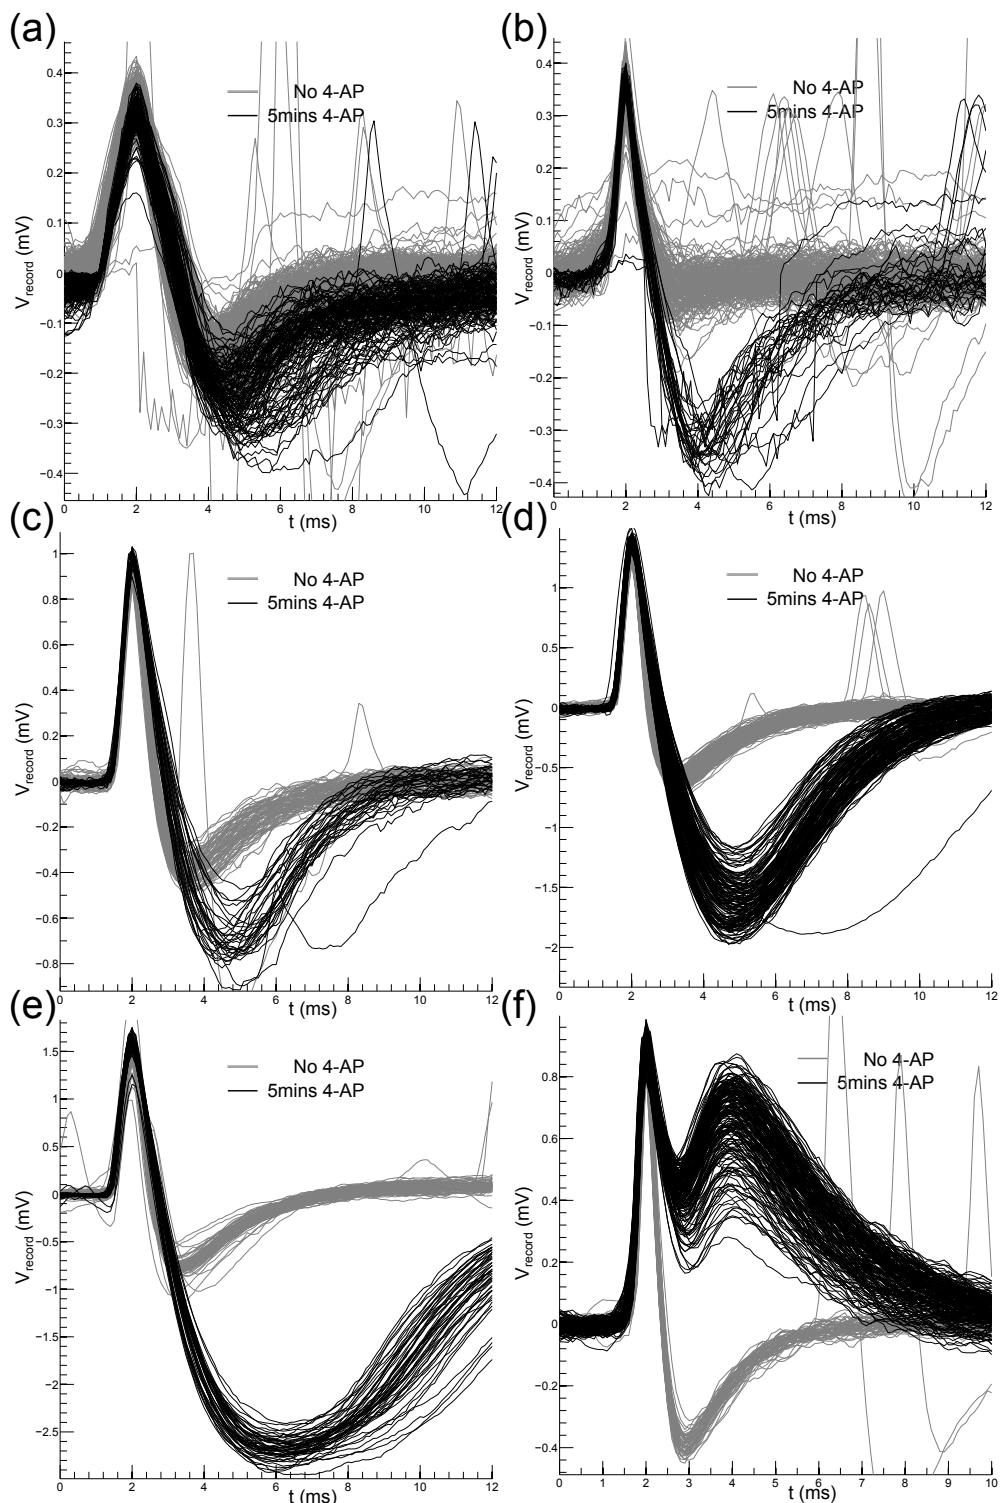 (a)
(b)
No 4-AP
5mins 4-AP
No 4-AP
5mins 4-AP
0.4
0.3
0.2
0.1
0
−0.1
−0.2
−0.3
−0.4
V_record (mV)
0 2 4 6 8 10 12
t (ms)
0.4
0.3
0.2
0.1
0
−0.1
−0.2
−0.3
−0.4
V_record (mV)
0 2 4 6 8 10 12
t (ms)
(c)
(d)
No 4-AP
5mins 4-AP
No 4-AP
5mins 4-AP
1
0.8
0.6
0.4
0.2
0
−0.2
−0.4
−0.6
−0.8
V_record (mV)
0 2 4 6 8 10 12
t (ms)
1
0.5
0
−0.5
−1
−1.5
−2
V_record (mV)
0 2 4 6 8 10 12
t (ms)
(e)
(f)
No 4-AP
5mins 4-AP
No 4-AP
5mins 4-AP
1.5
1
0.5
0
−0.5
−1
−1.5
−2
−2.5
V_record (mV)
0 2 4 6 8 10 12
t (ms)
0.8
0.6
0.4
0.2
0
−0.2
−0.4
V_record (mV)
0 1 2 3 4 5 6 7 8 9 10
t (ms)